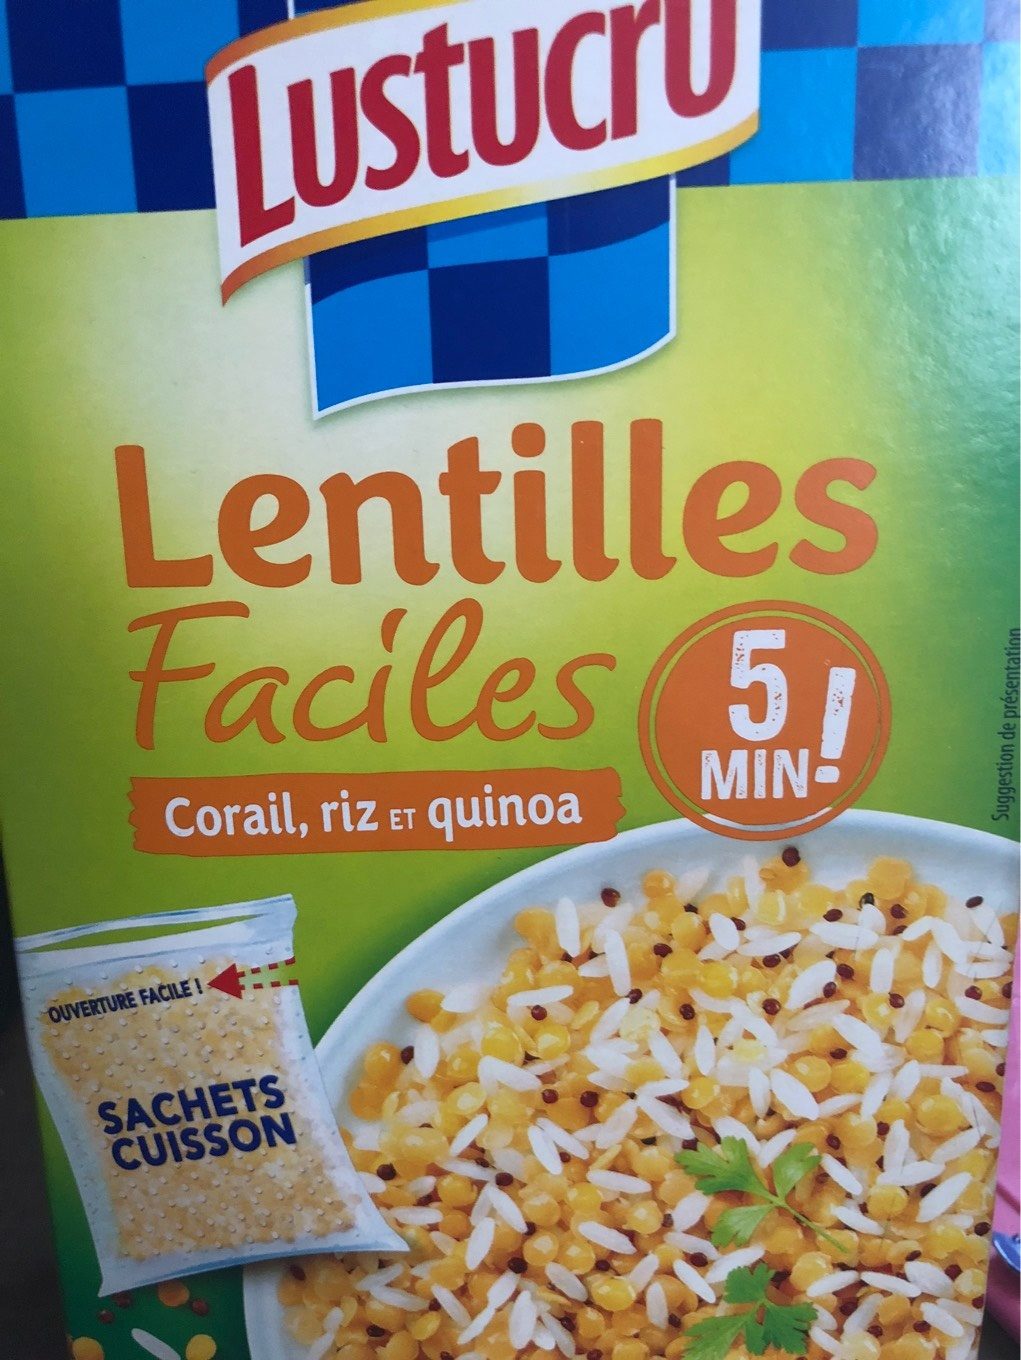 Lustucru
Lentilles
Faciles
5
MIN!
Corail, riz ET quinoa
Suggestion de présentation
OUVERTURE FACILE !
SACHETS
CUISSON